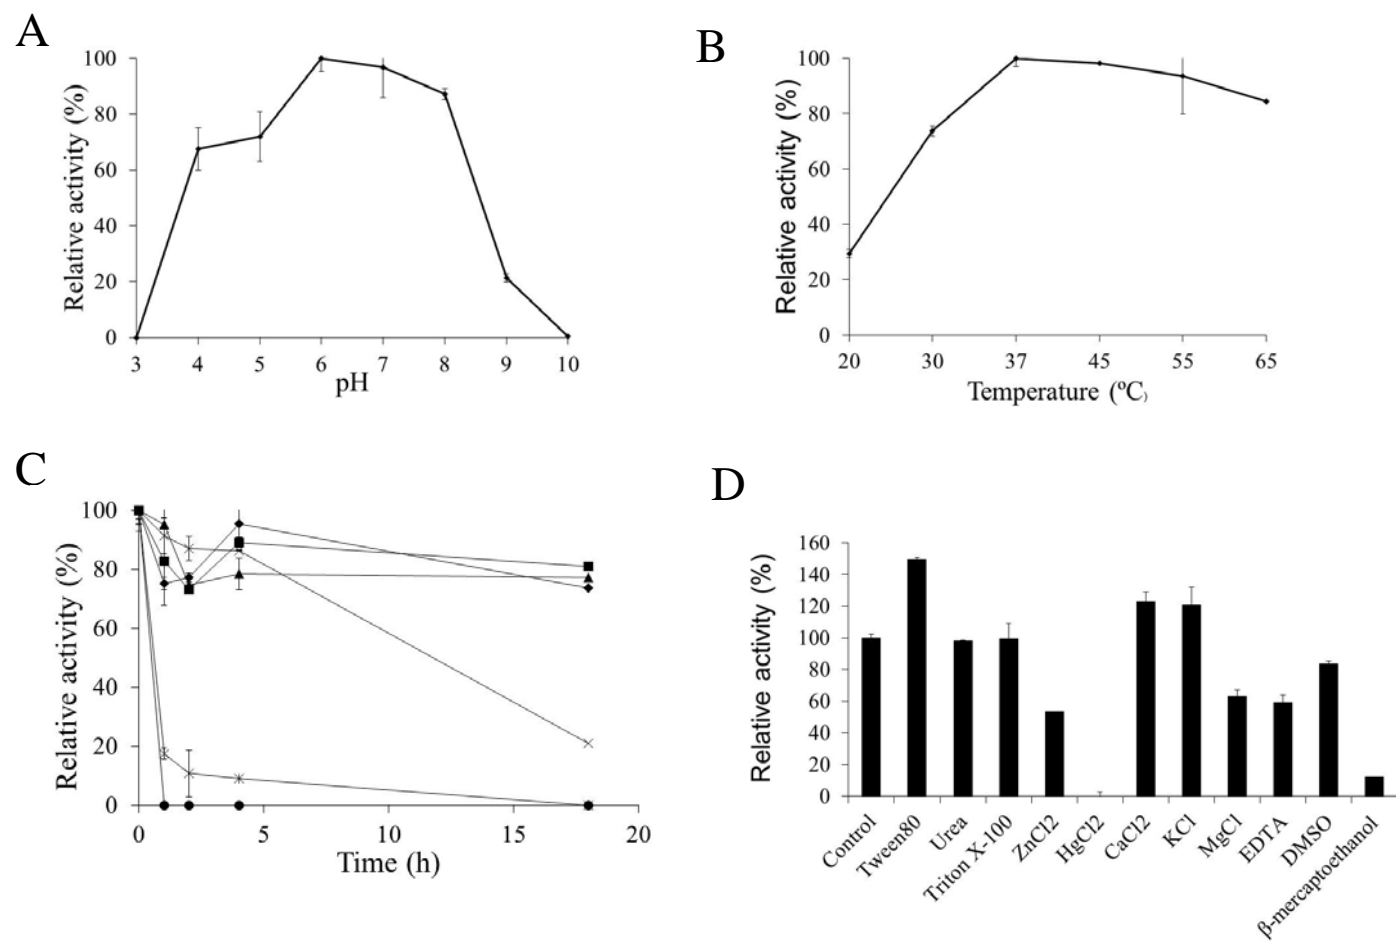 A
Relative activity (%)
100
80
60
40
20
0
3 4 5 6 7 8 9 10
pH
B
Relative activity (%)
100
80
60
40
20
0
20 30 37 45 55 65
Temperature (ºC)
C
Relative activity (%)
100
80
60
40
20
0
0 5 10 15 20
Time (h)
D
Relative activity (%)
160
140
120
100
80
60
40
20
0
Control
Tween80
Urea
Triton X-100
ZnCl2
HgCl2
CaCl2
KCl
MgCl
EDTA
DMSO
β-mercaptoethanol